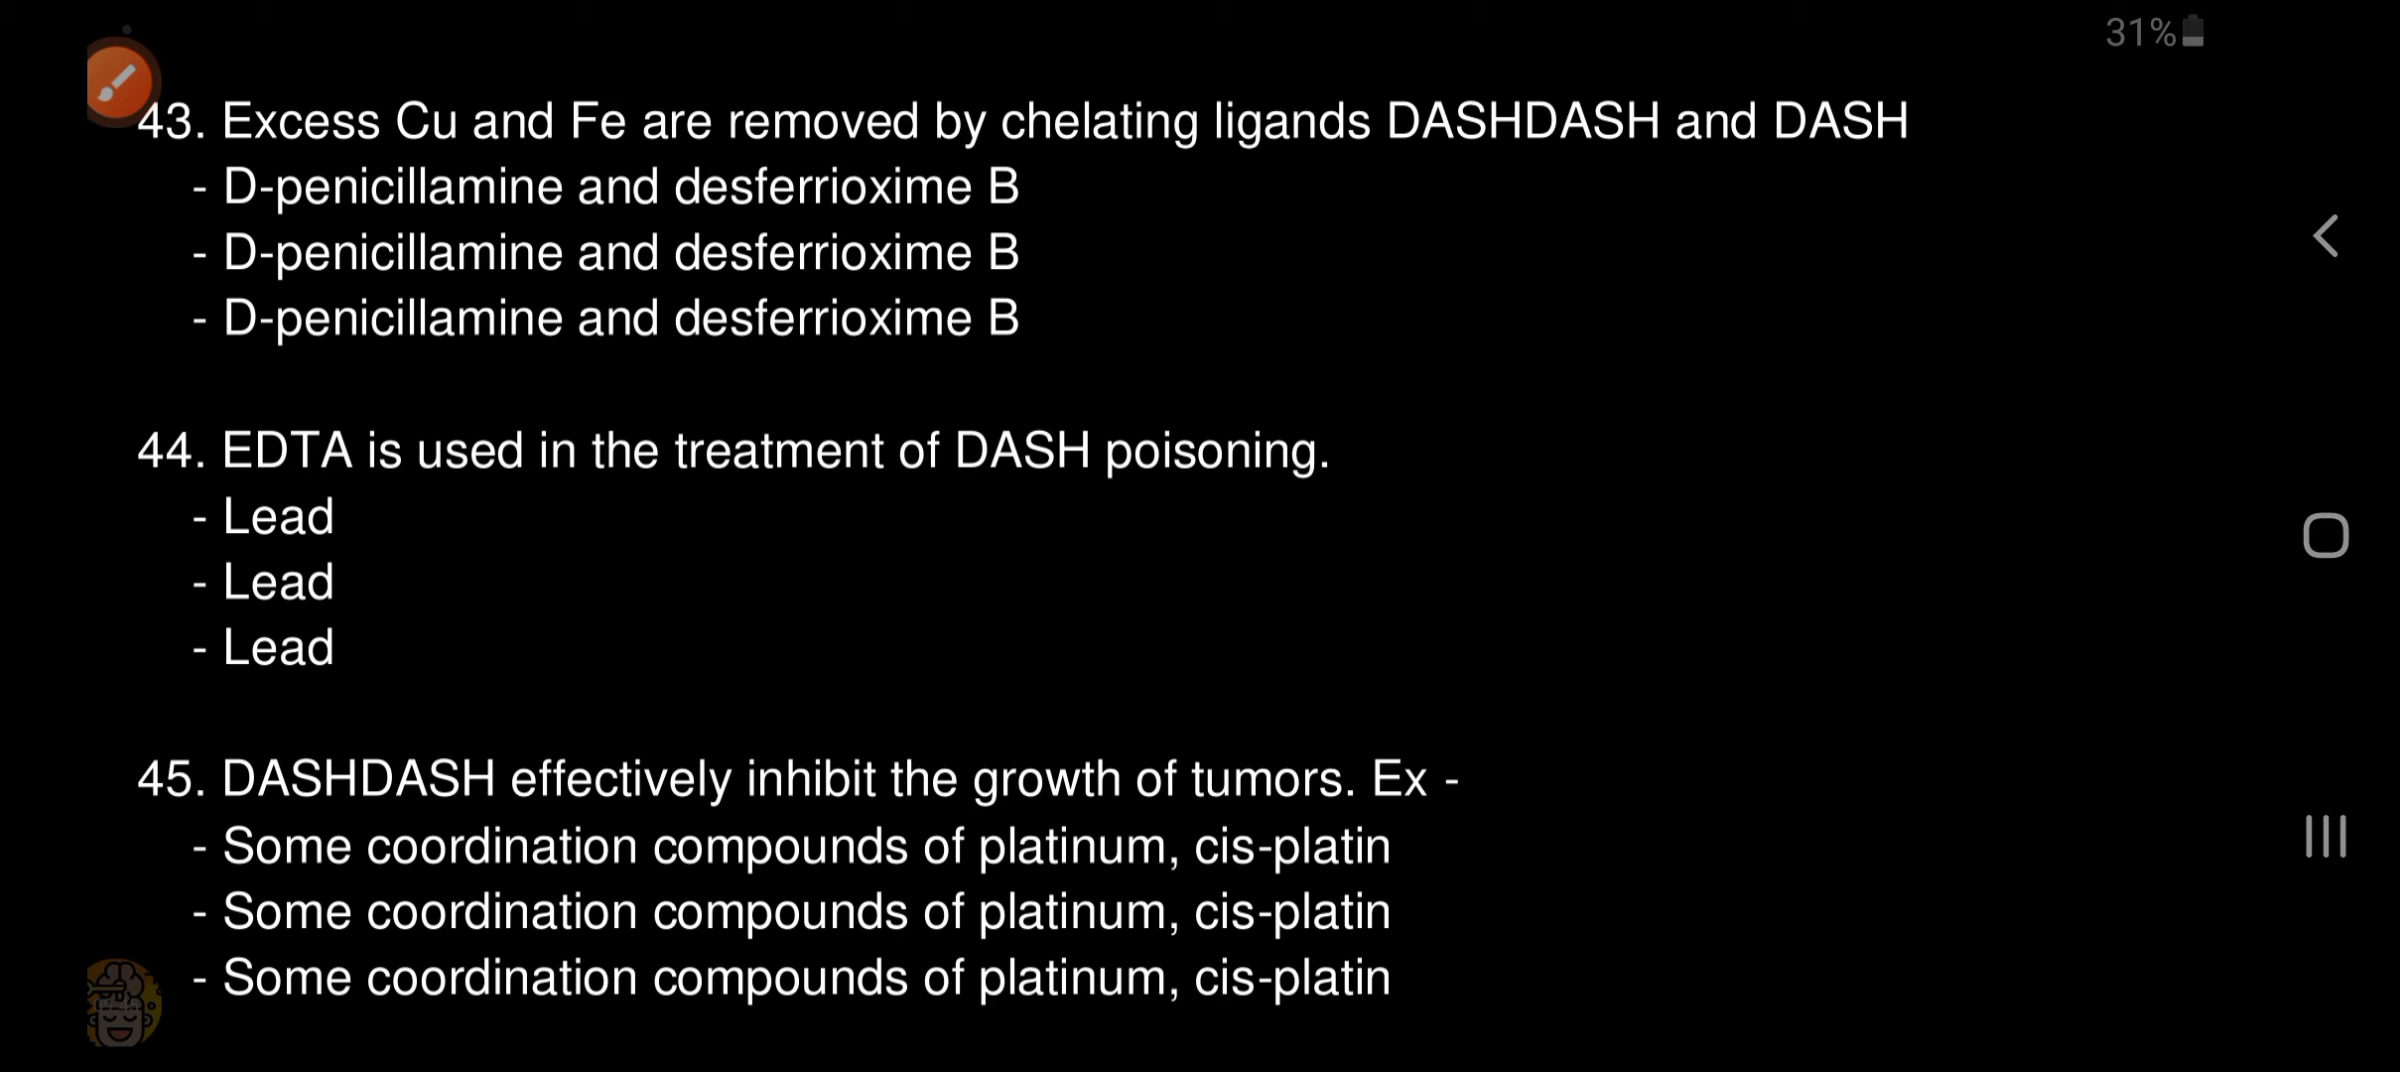 31%
43. Excess Cu and Fe are removed by chelating ligands DASHDASH and DASH
- D-penicillamine and desferrioxime B
- D-penicillamine and desferrioxime B
- D-penicillamine and desferrioxime B
44. EDTA is used in the treatment of DASH poisoning.
- Lead
- Lead
- Lead
45. DASHDASH effectively inhibit the growth of tumors. Ex -
- Some coordination compounds of platinum, cis-platin
- Some coordination compounds of platinum, cis-platin
- Some coordination compounds of platinum, cis-platin